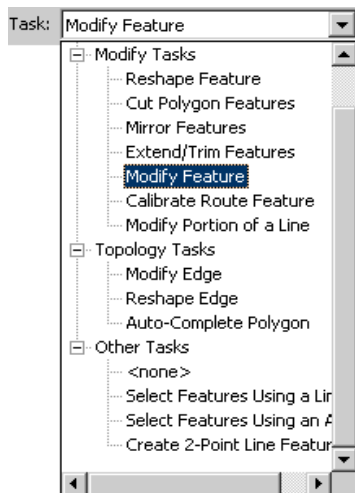 Task: Modify Feature
Modify Tasks
Reshape Feature
Cut Polygon Features
Mirror Features
Extend/Trim Features
Modify Feature
Calibrate Route Feature
Modify Portion of a Line
Topology Tasks
Modify Edge
Reshape Edge
Auto-Complete Polygon
Other Tasks
<none>
Select Features Using a Lin
Select Features Using an A
Create 2-Point Line Featur